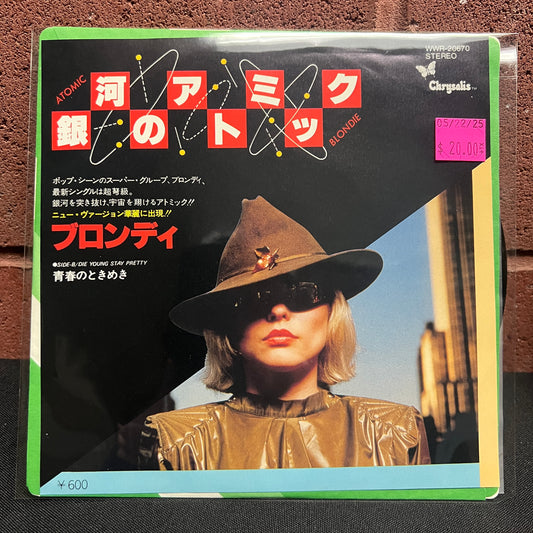 ATOMIC
銀河のアトミック
BLONDIE
WWR-20670
STEREO
Chrysalis™
05/22/25
$ 20.00
ポップ・シーンのスーパー・グループ、ブロンディ、
最新シングルは超弩級。
銀河を突き抜け、宇宙を翔けるアトミック!!
ニュー・ヴァージョン華麗に出現!!
ブロンディ
●SIDE-B/DIE YOUNG STAY PRETTY
青春のときめき
¥600